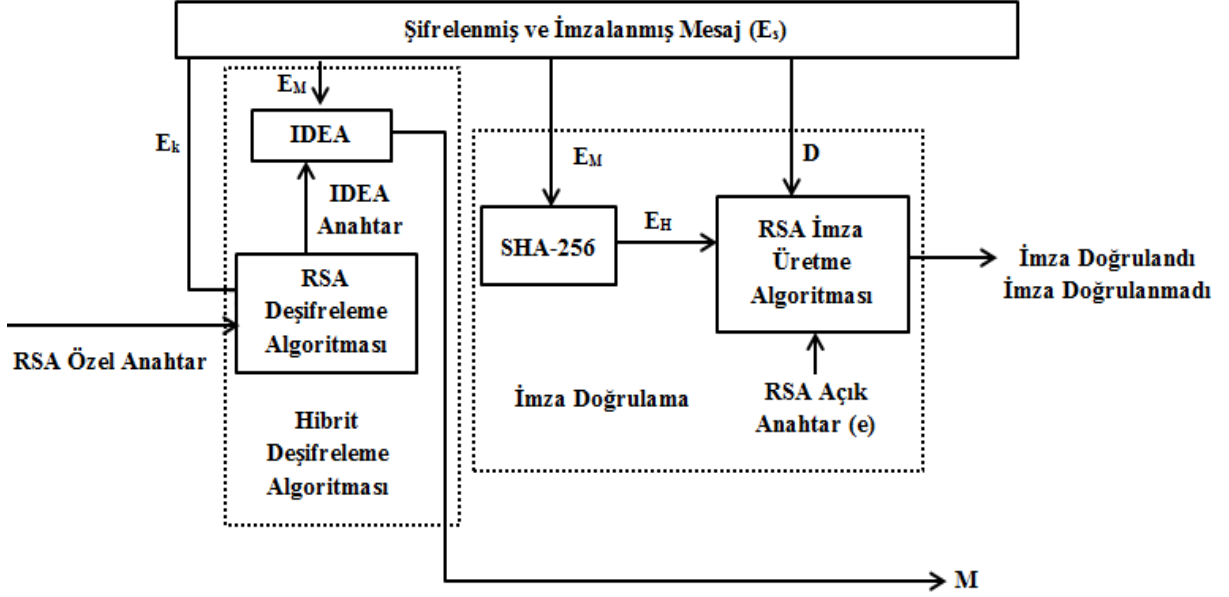 Şifrelenmiş ve İmzalanmış Mesaj (Es)
EM
IDEA
Ek
IDEA
Anahtar
RSA
Deşifreleme
Algoritması
RSA Özel Anahtar
Hibrit
Deşifreleme
Algoritması
EM
D
SHA-256
EH
RSA İmza
Üretme
Algoritması
İmza Doğrulandı
İmza Doğrulanmadı
İmza Doğrulama
RSA Açık
Anahtar (e)
M